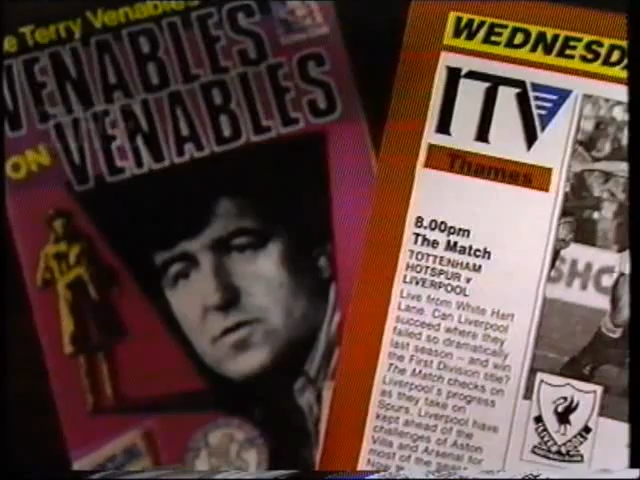 e Terry Venables
VENABLES
ON VENABLES
WEDNESDA
ITV
Thames
8.00pm
The Match
TOTTENHAM
HOTSPUR v
LIVERPOOL
Live from White Hart
Lane. Can Liverpool
succeed where they
failed so dramatically
last season – and win
the First Division title?
The Match checks on
Liverpool's progress
as they take on
Spurs. Liverpool have
kept ahead of the
challenges of Aston
Villa and Arsenal for
most of the
SHC
LIVERPOOL